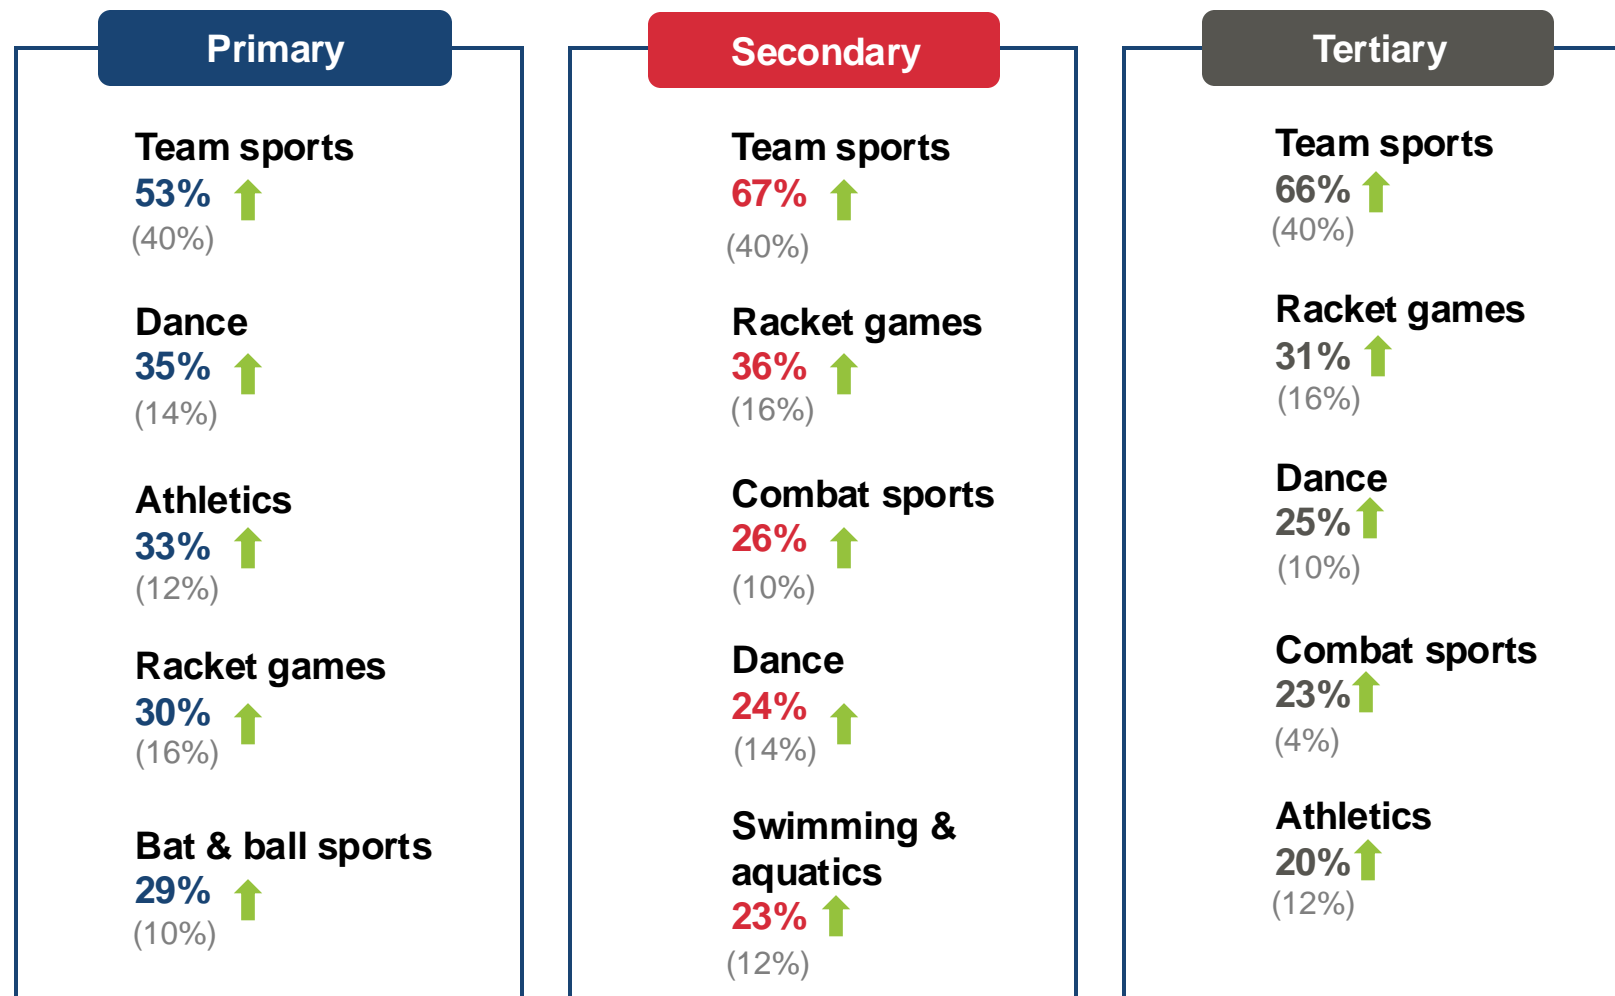 Primary
Team sports
53%
(40%)
Dance
35%
(14%)
Athletics
33%
(12%)
Racket games
30%
(16%)
Bat & ball sports
29%
(10%)
Secondary
Team sports
67%
(40%)
Racket games
36%
(16%)
Combat sports
26%
(10%)
Dance
24%
(14%)
Swimming &
aquatics
23%
(12%)
Tertiary
Team sports
66%
(40%)
Racket games
31%
(16%)
Dance
25%
(10%)
Combat sports
23%
(4%)
Athletics
20%
(12%)